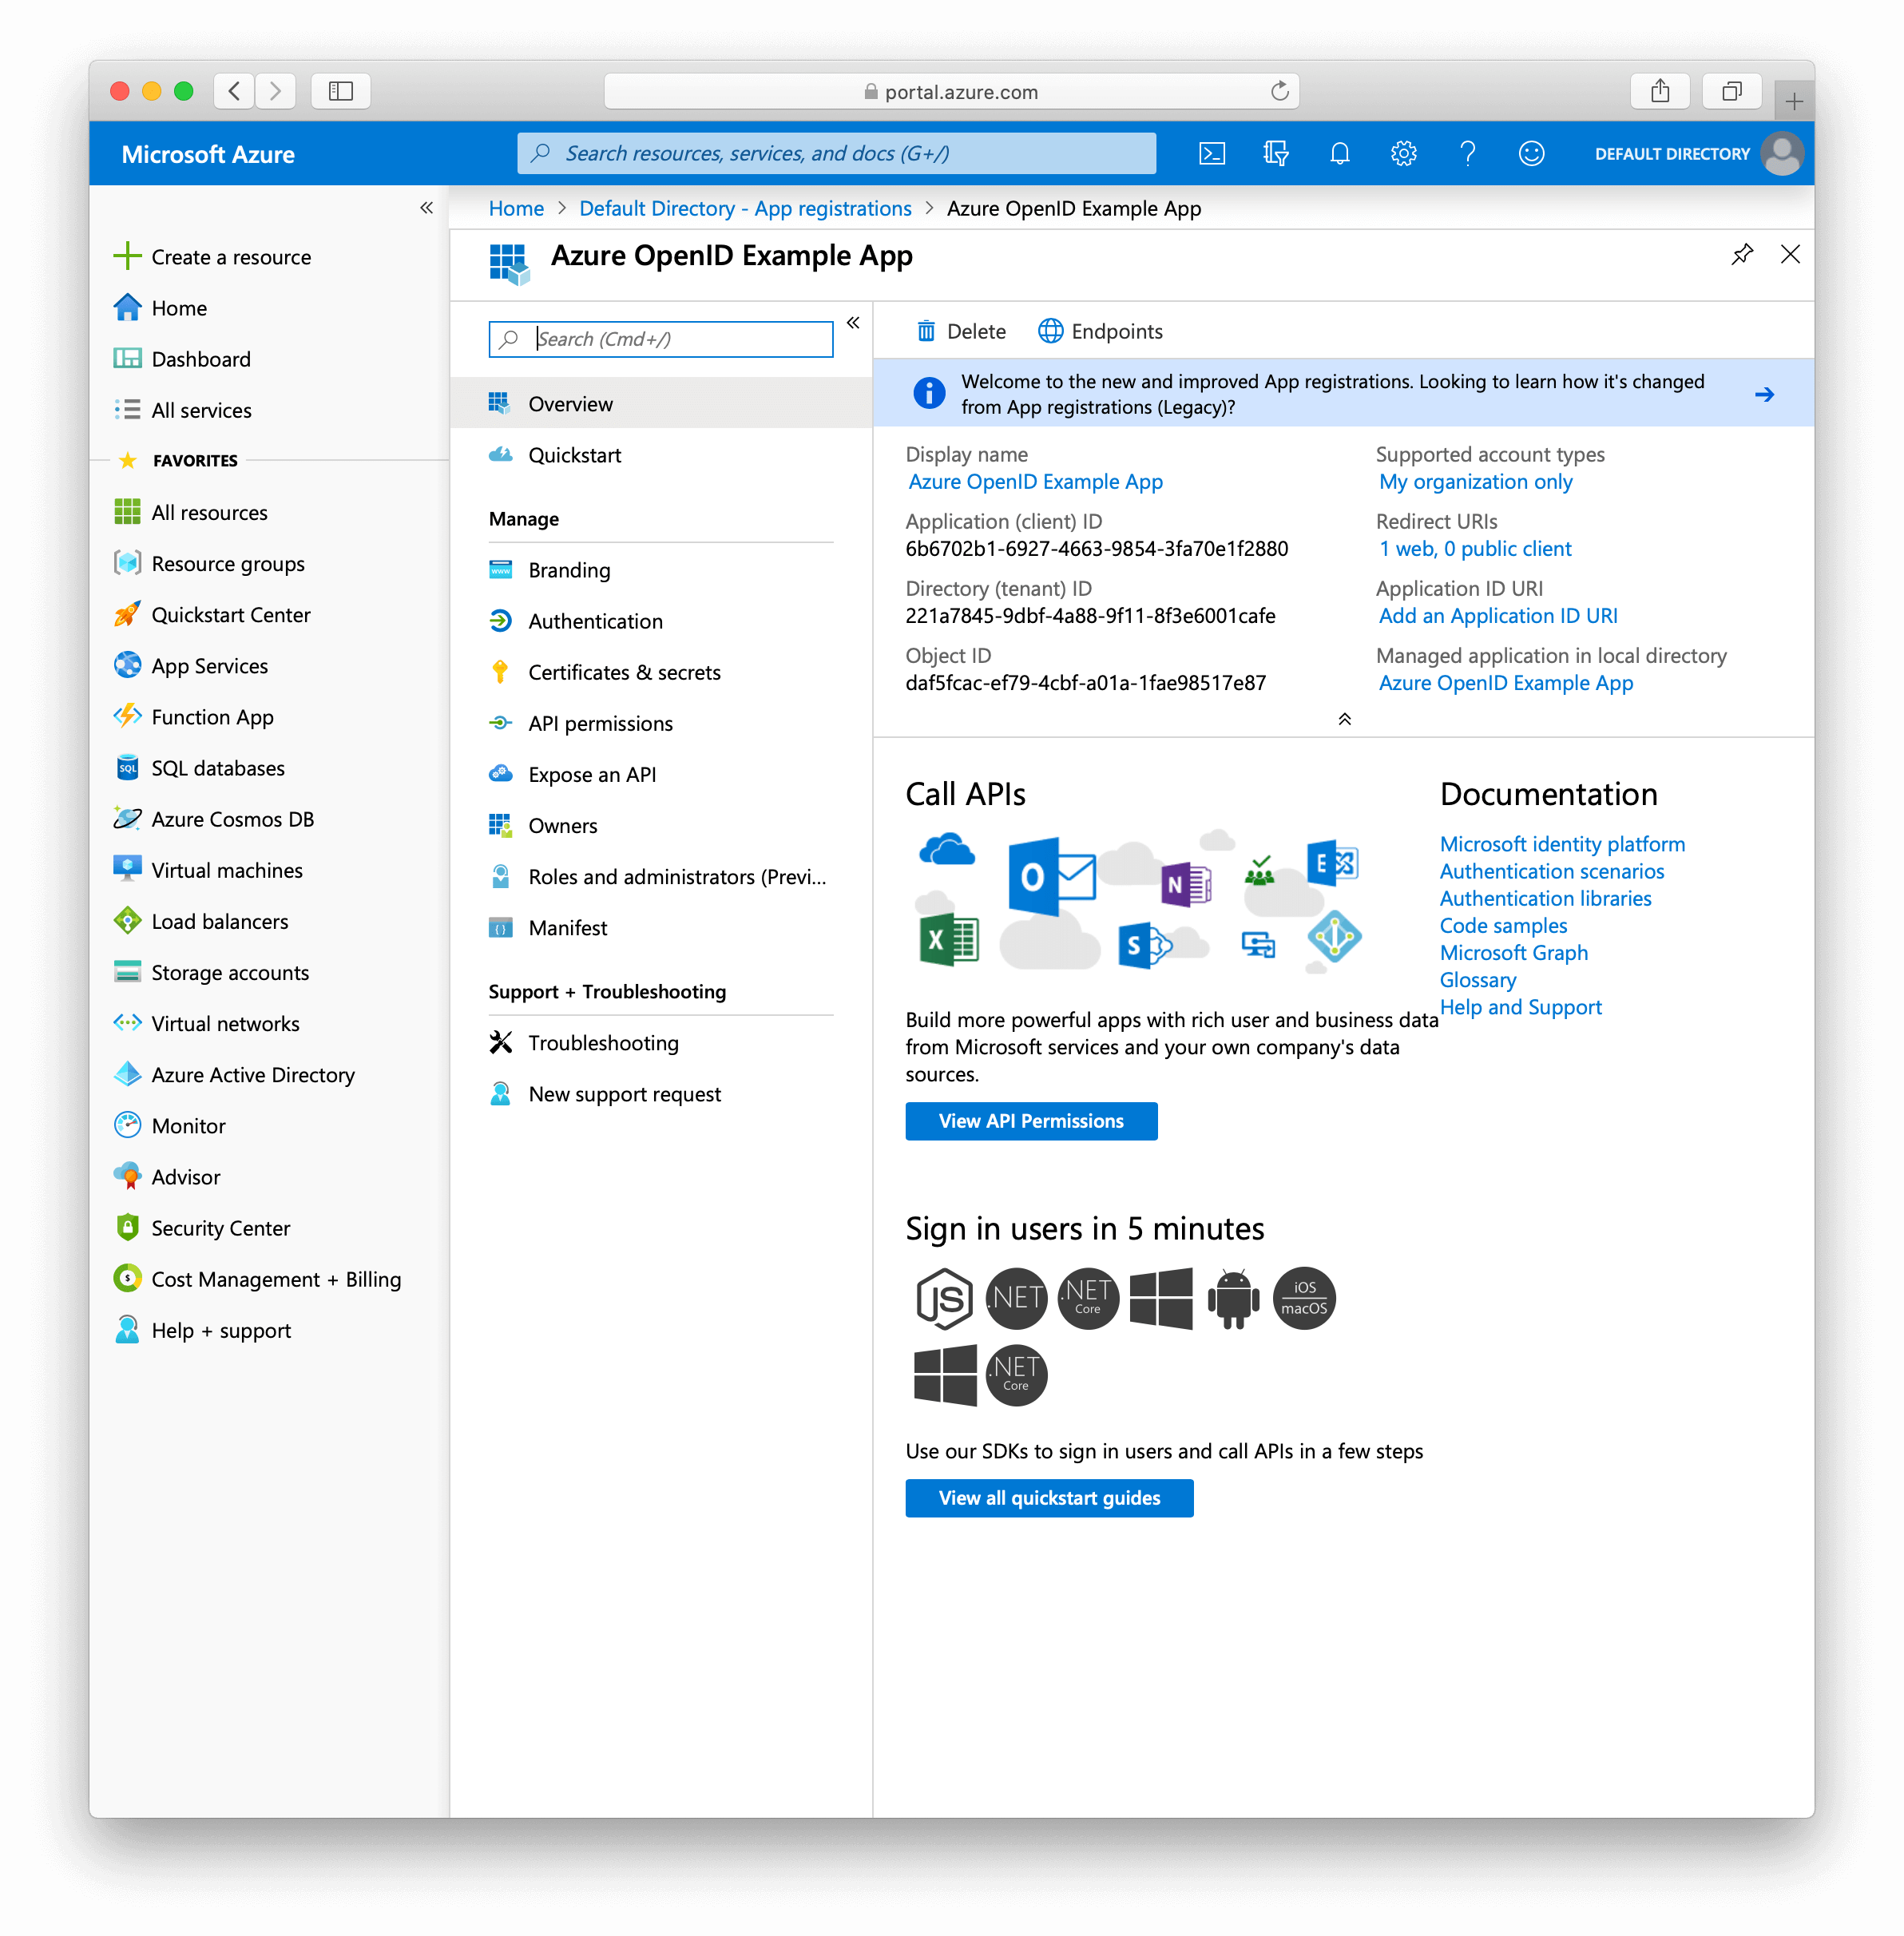 portal.azure.com
Microsoft Azure
Search resources, services, and docs (G+/)
DEFAULT DIRECTORY
Create a resource
Home
Dashboard
All services
FAVORITES
All resources
Resource groups
Quickstart Center
App Services
Function App
SQL
SQL databases
Azure Cosmos DB
Virtual machines
Load balancers
Storage accounts
Virtual networks
Azure Active Directory
Monitor
Advisor
Security Center
Cost Management + Billing
Help + support
Home > Default Directory - App registrations > Azure OpenID Example App
Azure OpenID Example App
Search (Cmd+/)
Overview
Quickstart
Manage
www
Branding
Authentication
Certificates & secrets
API permissions
Expose an API
Owners
Roles and administrators (Previ...
Manifest
Support + Troubleshooting
Troubleshooting
New support request
Delete
Endpoints
Welcome to the new and improved App registrations. Looking to learn how it's changed
from App registrations (Legacy)?
Display name
Azure OpenID Example App
Application (client) ID
6b6702b1-6927-4663-9854-3fa70e1f2880
Directory (tenant) ID
221a7845-9dbf-4a88-9f11-8f3e6001cafe
Object ID
daf5fcac-ef79-4cbf-a01a-1fae98517e87
Supported account types
My organization only
Redirect URIs
1 web, 0 public client
Application ID URI
Add an Application ID URI
Managed application in local directory
Azure OpenID Example App
Call APIs
O
N
E
X
S
Build more powerful apps with rich user and business data
from Microsoft services and your own company's data
sources.
View API Permissions
Documentation
Microsoft identity platform
Authentication scenarios
Authentication libraries
Code samples
Microsoft Graph
Glossary
Help and Support
Sign in users in 5 minutes
JS
.NET
.NET
Core
iOS
macOS
.NET
Core
Use our SDKs to sign in users and call APIs in a few steps
View all quickstart guides